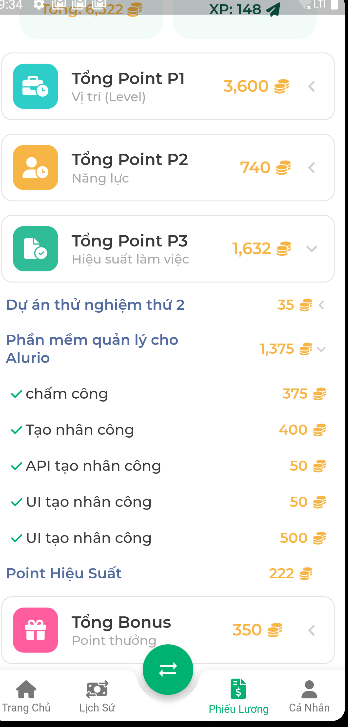 9:34 LTE
Tổng: 6,322 XP: 148
Tổng Point P1 3,600
Vị trí (Level)
Tổng Point P2 740
Năng lực
Tổng Point P3 1,632
Hiệu suất làm việc
Dự án thử nghiệm thứ 2 35
Phần mềm quản lý cho
Alurio 1,375
chấm công 375
Tạo nhân công 400
API tạo nhân công 50
UI tạo nhân công 50
UI tạo nhân công 500
Point Hiệu Suất 222
Tổng Bonus 350
Point thưởng
Trang Chủ Lịch Sử Phiếu Lương Cá Nhân